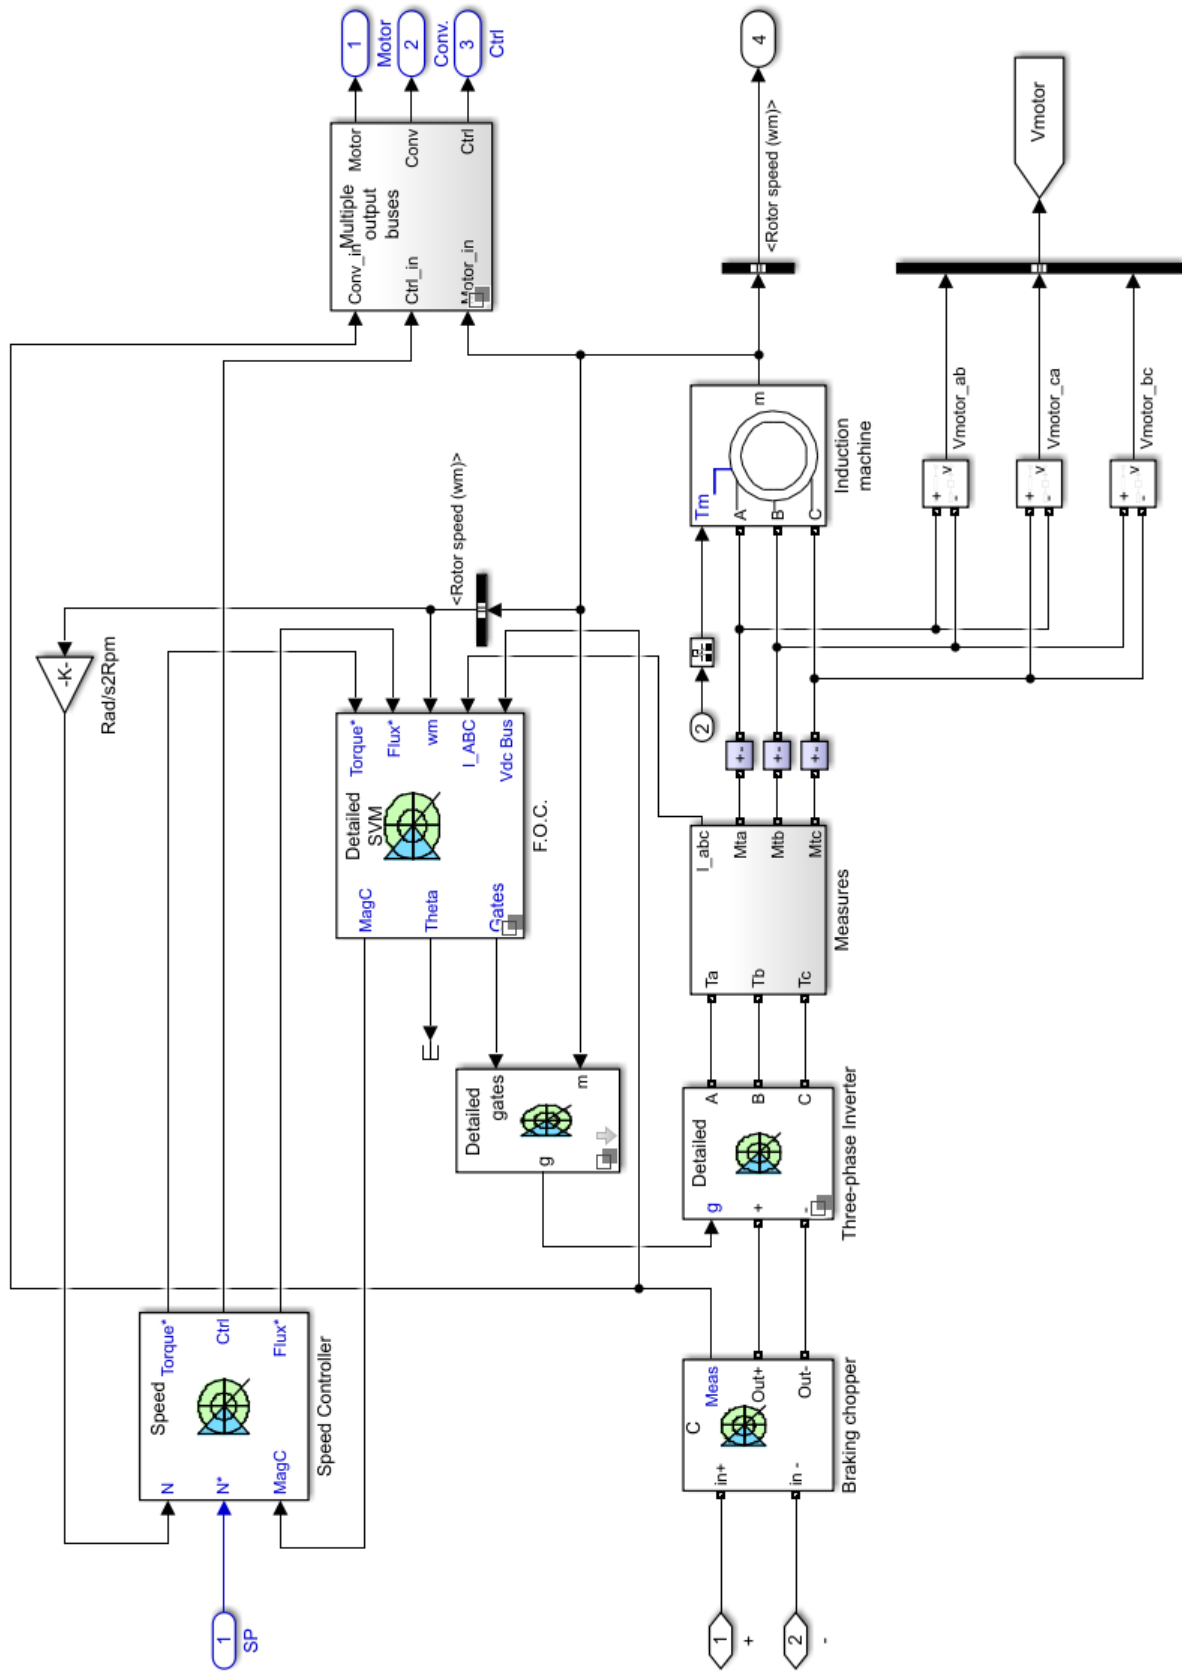 1
SP
N
N*
MagC
Speed
Torque*
Ctrl
Flux*
Speed Controller
-K-
Rad/s2Rpm
Detailed
SVM
MagC
Theta
Gates
Torque*
Flux*
wm
I_ABC
Vdc Bus
F.O.C.
<Rotor speed (wm)>
Multiple
output
buses
Conv_in
Ctrl_in
Motor_in
Motor
Conv
Ctrl
1
Motor
2
Conv.
3
Ctrl
Detailed
gates
m
g
1
+
2
-
C
in+
in -
Meas
Out+
Out-
Braking chopper
Detailed
g
+
-
A
B
C
Three-phase Inverter
Ta
Tb
Tc
I_abc
Mta
Mtb
Mtc
Measures
+ -
+ -
+ -
2
Tm
A
B
C
m
Induction
machine
<Rotor speed (wm)>
4
+
-
v
Vmotor_ab
+
-
v
Vmotor_ca
+
-
v
Vmotor_bc
Vmotor